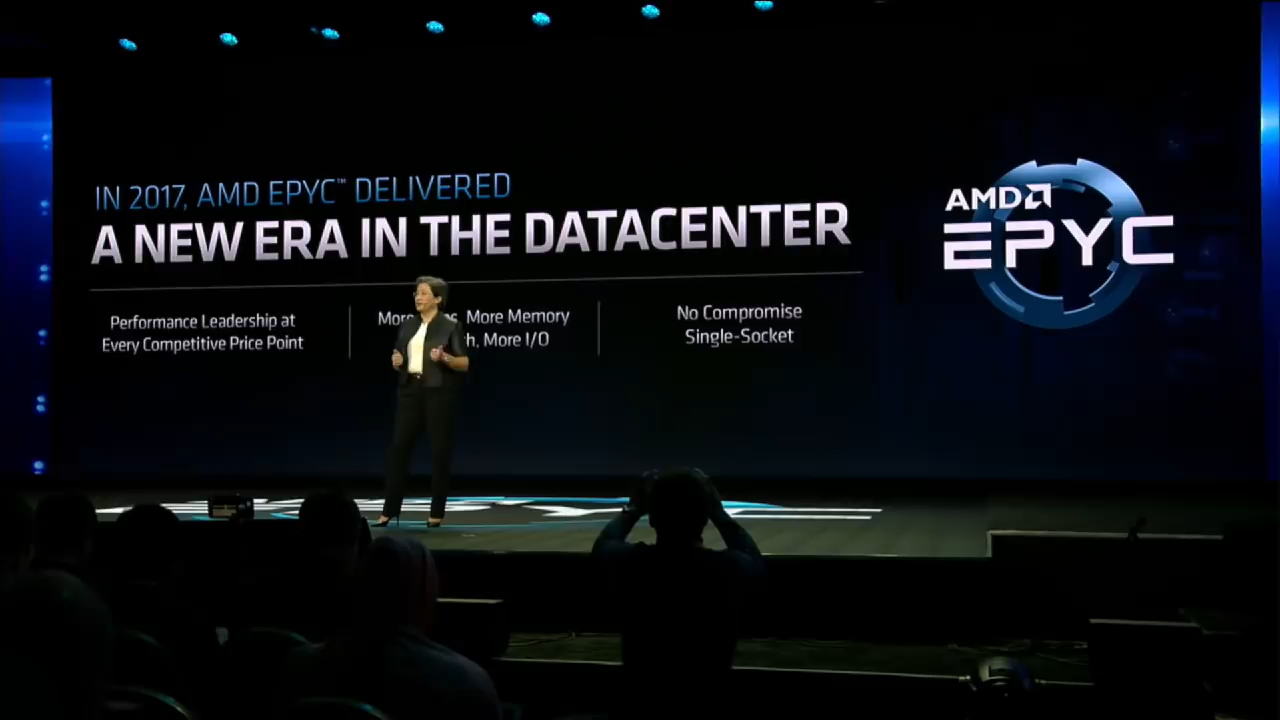 IN 2017, AMD EPYC™ DELIVERED
A NEW ERA IN THE DATACENTER
Performance Leadership at
Every Competitive Price Point
More Memory
More I/O
No Compromise
Single-Socket
AMD
EPYC